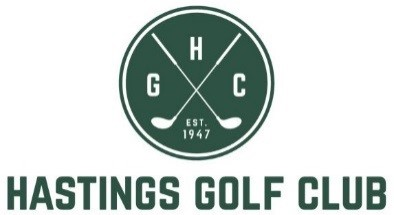 H
G C
EST.
1947
HASTINGS GOLF CLUB